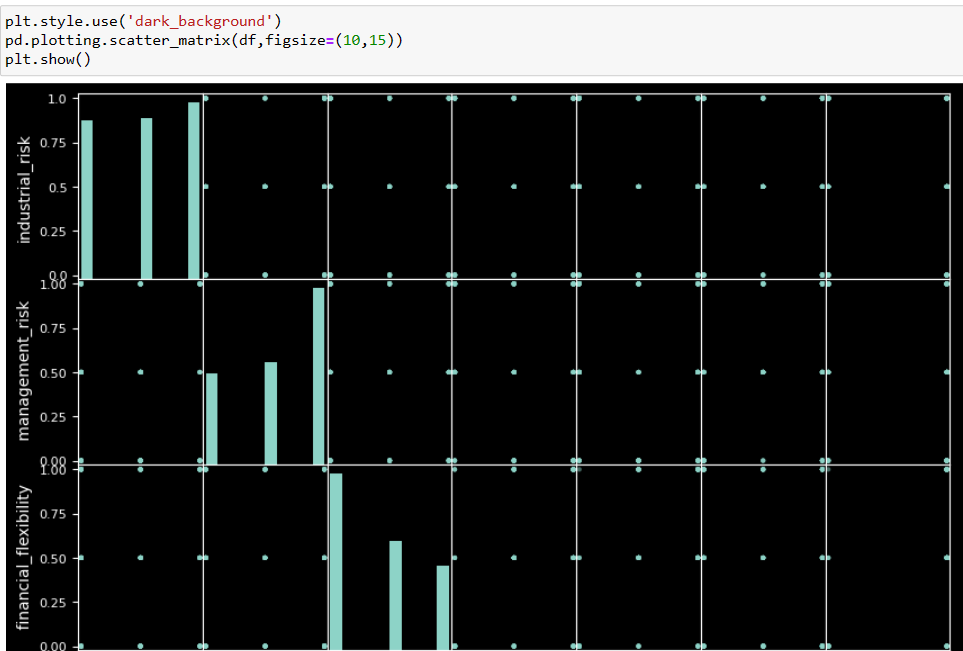 plt.style.use('dark_background')
pd.plotting.scatter_matrix(df,figsize=(10,15))
plt.show()
1.0
0.75
0.5
0.25
0.0
industrial_risk
1.00
0.75
0.50
0.25
0.00
management_risk
1.00
0.75
0.50
0.25
0.00
financial_flexibility